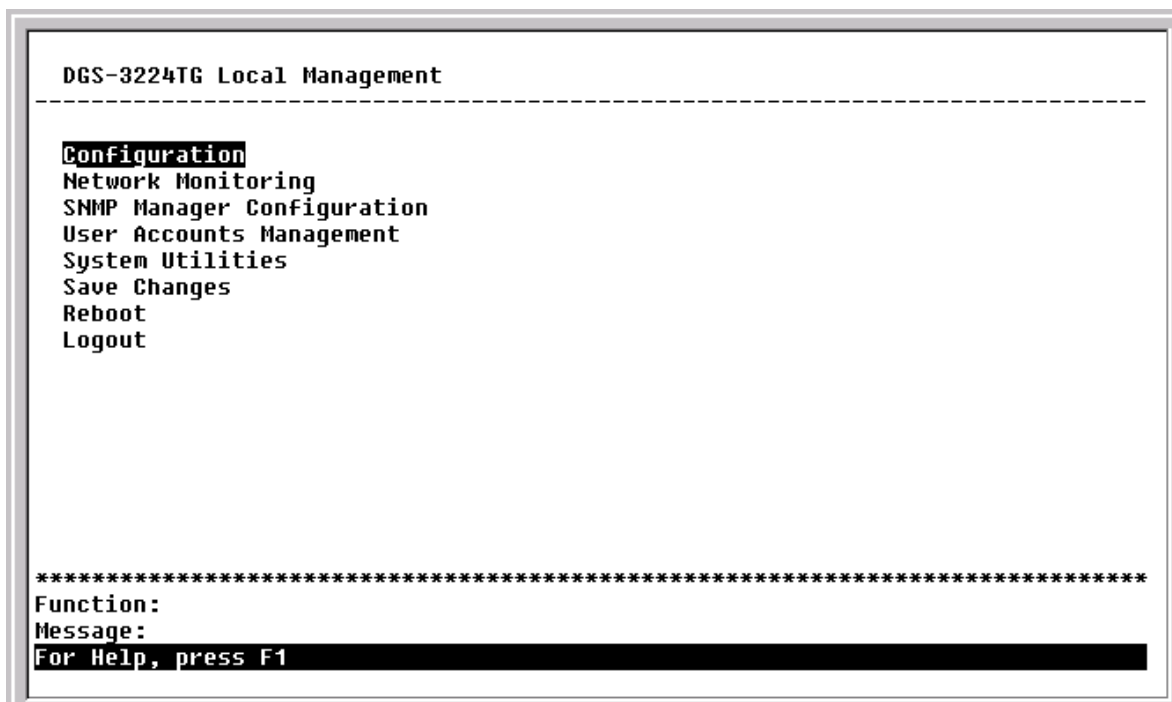 DGS-3224TG Local Management
-------------------------------------------------------------------------------
Configuration
Network Monitoring
SNMP Manager Configuration
User Accounts Management
System Utilities
Save Changes
Reboot
Logout
*******************************************************************************
Function:
Message:
For Help, press F1